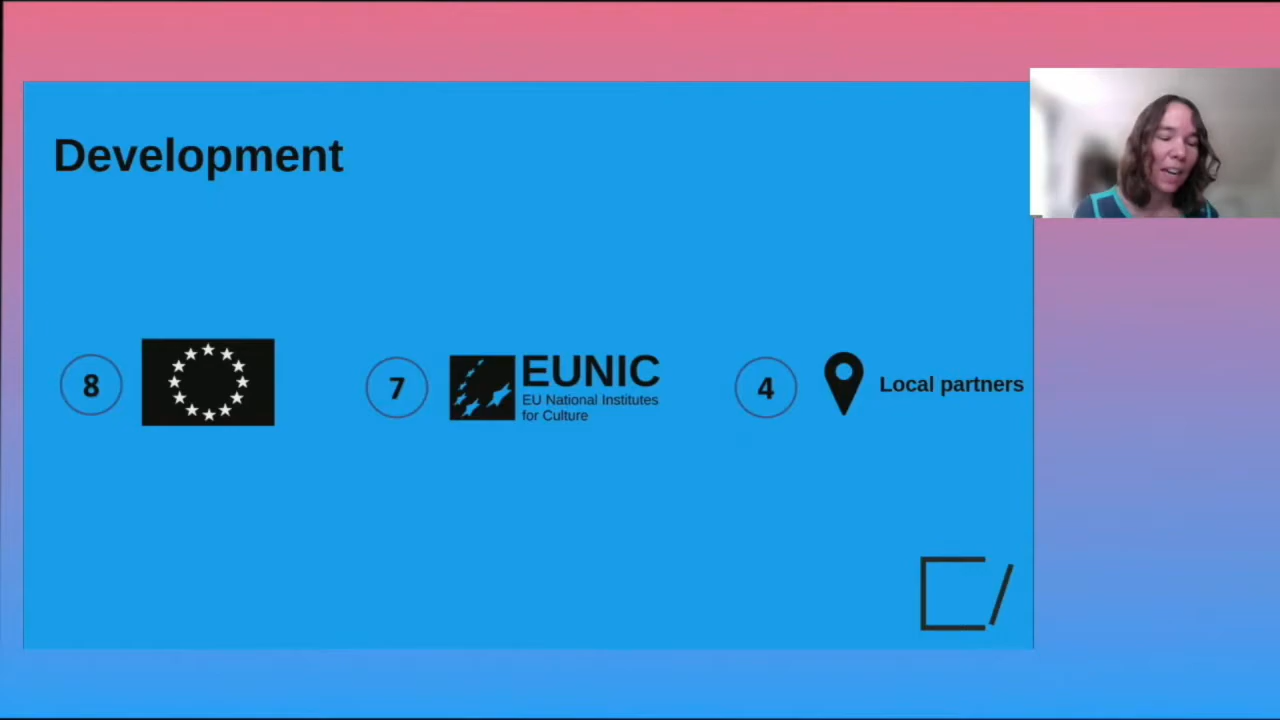 Development
8
7
EUNIC
EU National Institutes
for Culture
4
Local partners